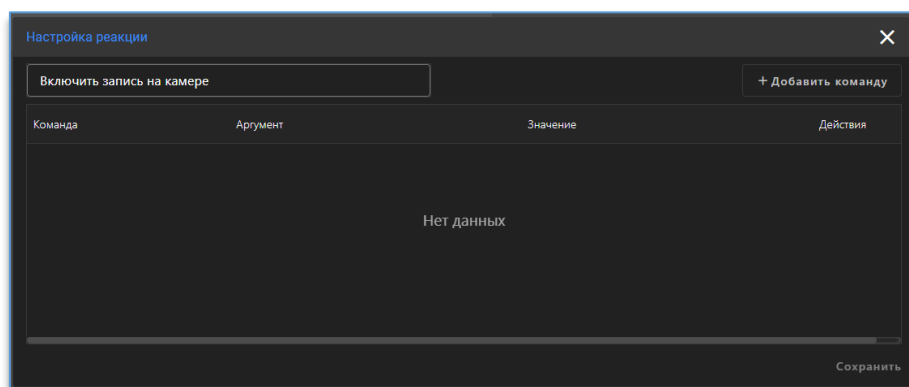 Настройка реакции
Включить запись на камере
+ Добавить команду
Команда Аргумент Значение Действия
Нет данных
Сохранить